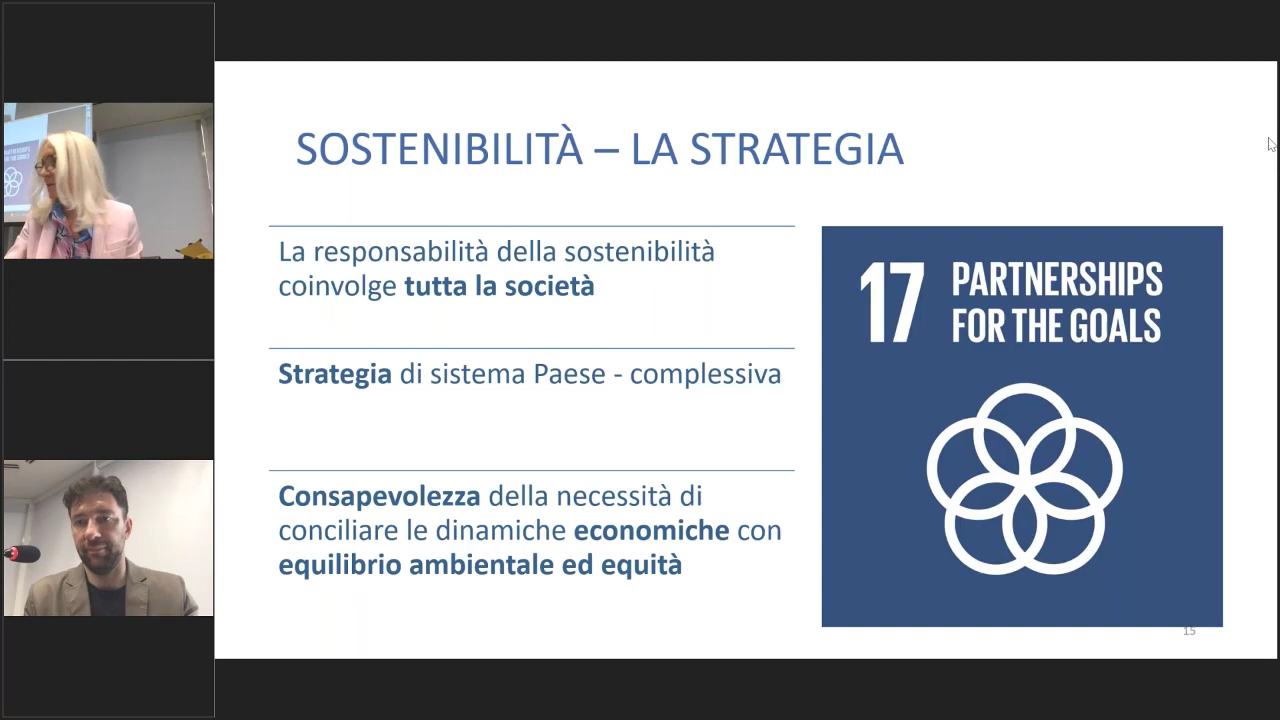 SOSTENIBILITÀ – LA STRATEGIA
La responsabilità della sostenibilità
coinvolge tutta la società
Strategia di sistema Paese - complessiva
Consapevolezza della necessità di
conciliare le dinamiche economiche con
equilibrio ambientale ed equità
17 PARTNERSHIPS
FOR THE GOALS
15